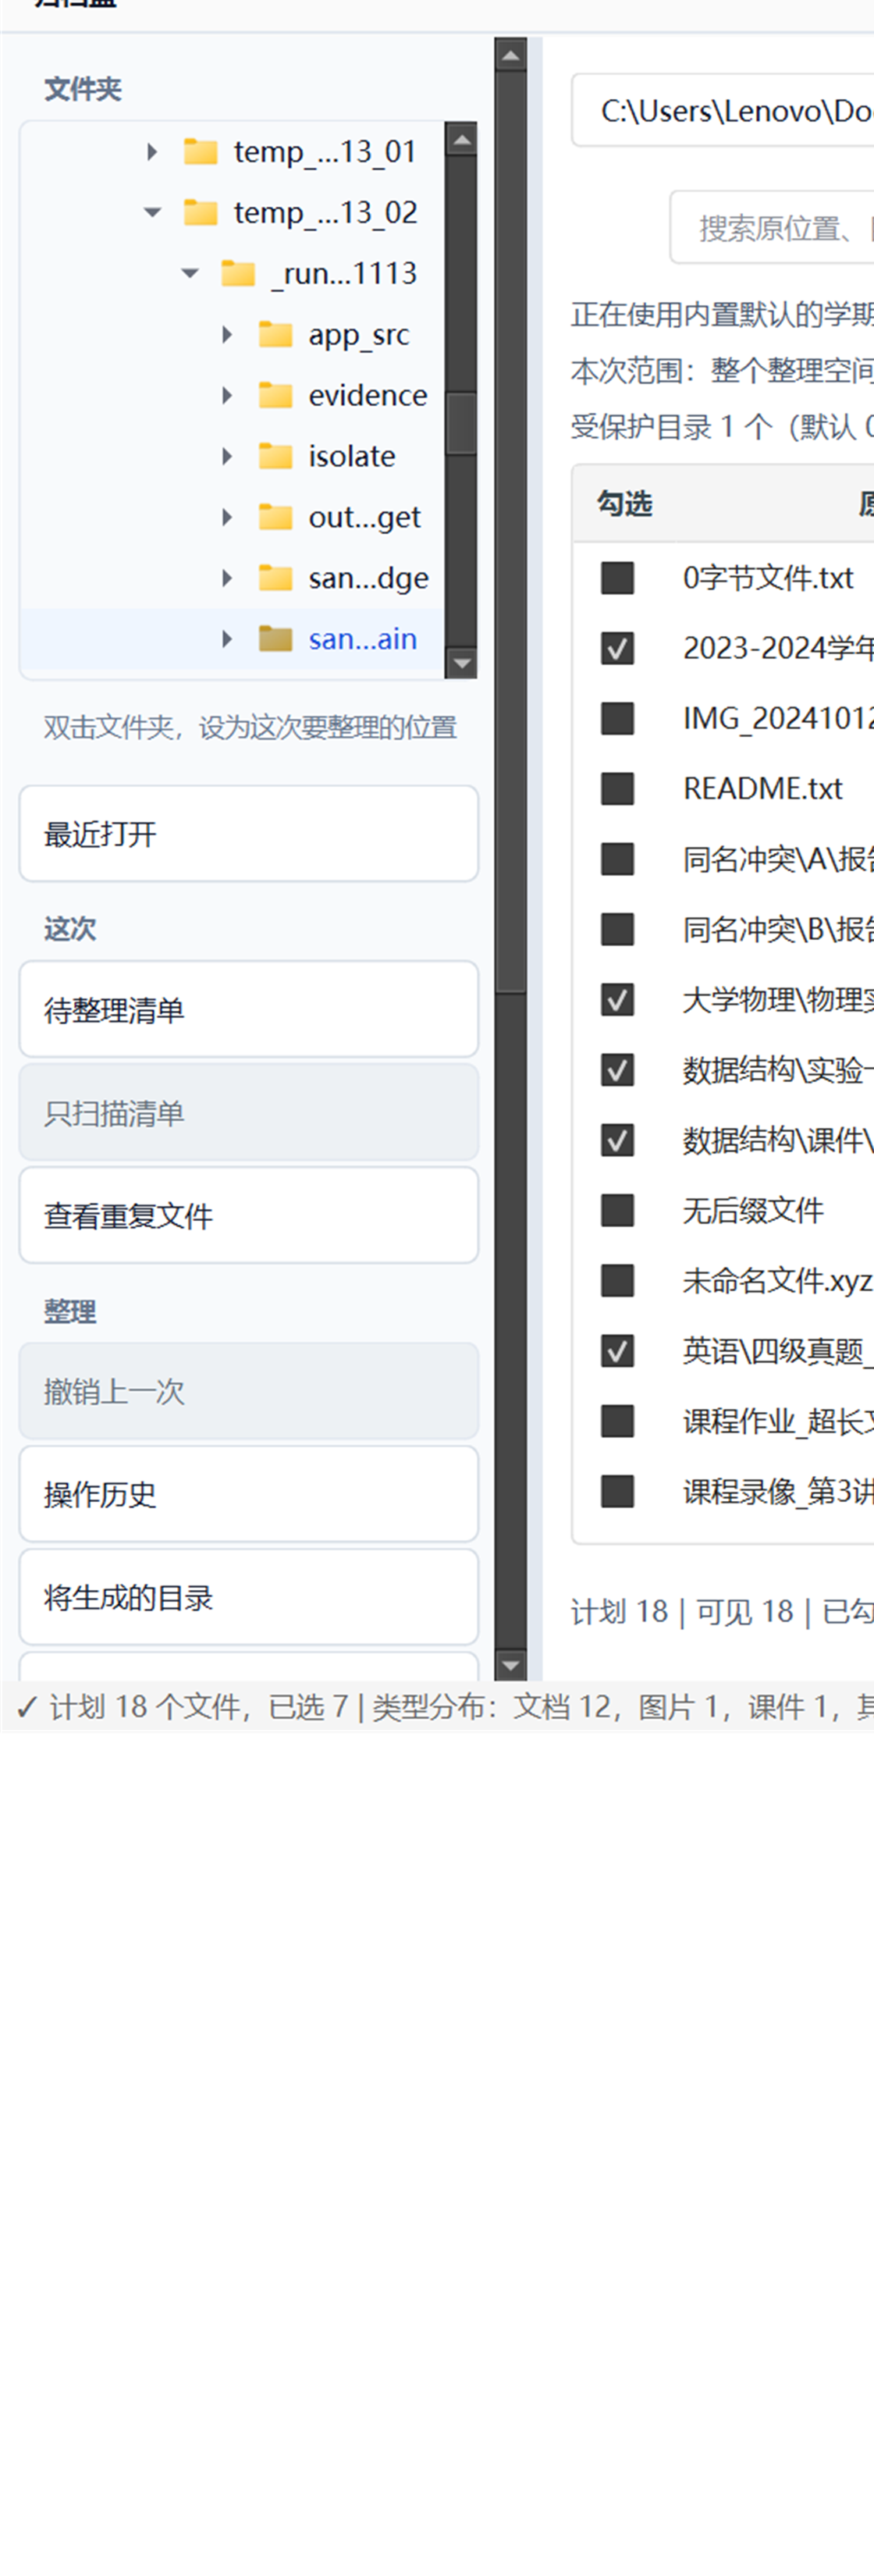 文件夹
temp_...13_01
temp_...13_02
_run...1113
app_src
evidence
isolate
out...get
san...dge
san...ain
双击文件夹，设为这次要整理的位置
最近打开
这次
待整理清单
只扫描清单
查看重复文件
整理
撤销上一次
操作历史
将生成的目录
C:\Users\Lenovo\Do
搜索原位置、
正在使用内置默认的学期
本次范围：整个整理空间
受保护目录 1 个（默认 0
勾选
0字节文件.txt
2023-2024学年
IMG_20241012
README.txt
同名冲突\A\报告
同名冲突\B\报告
大学物理\物理实
数据结构\实验一
数据结构\课件\
无后缀文件
未命名文件.xyz
英语\四级真题_
课程作业_超长文
课程录像_第3讲
计划 18 | 可见 18 | 已勾
✓ 计划 18 个文件，已选 7 | 类型分布：文档 12，图片 1，课件 1，其